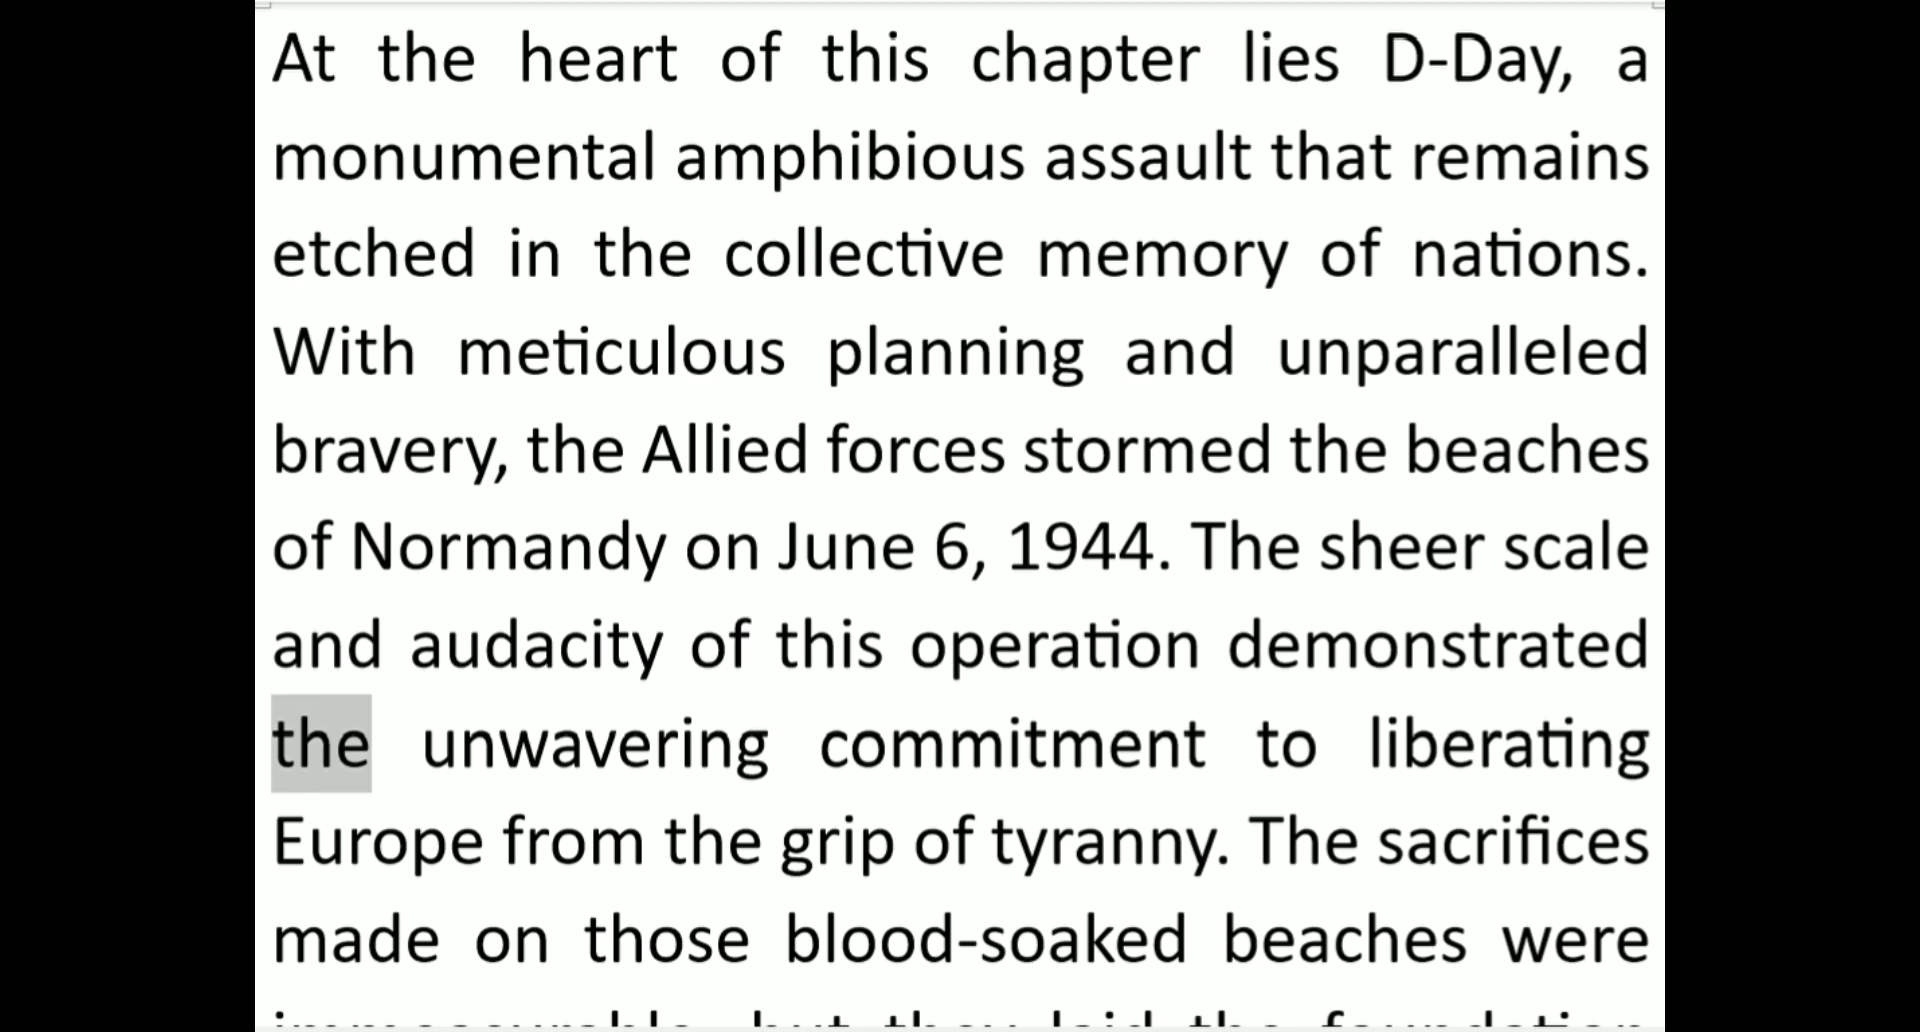 At the heart of this chapter lies D-Day, a
monumental amphibious assault that remains
etched in the collective memory of nations.
With meticulous planning and unparalleled
bravery, the Allied forces stormed the beaches
of Normandy on June 6, 1944. The sheer scale
and audacity of this operation demonstrated
the unwavering commitment to liberating
Europe from the grip of tyranny. The sacrifices
made on those blood-soaked beaches were